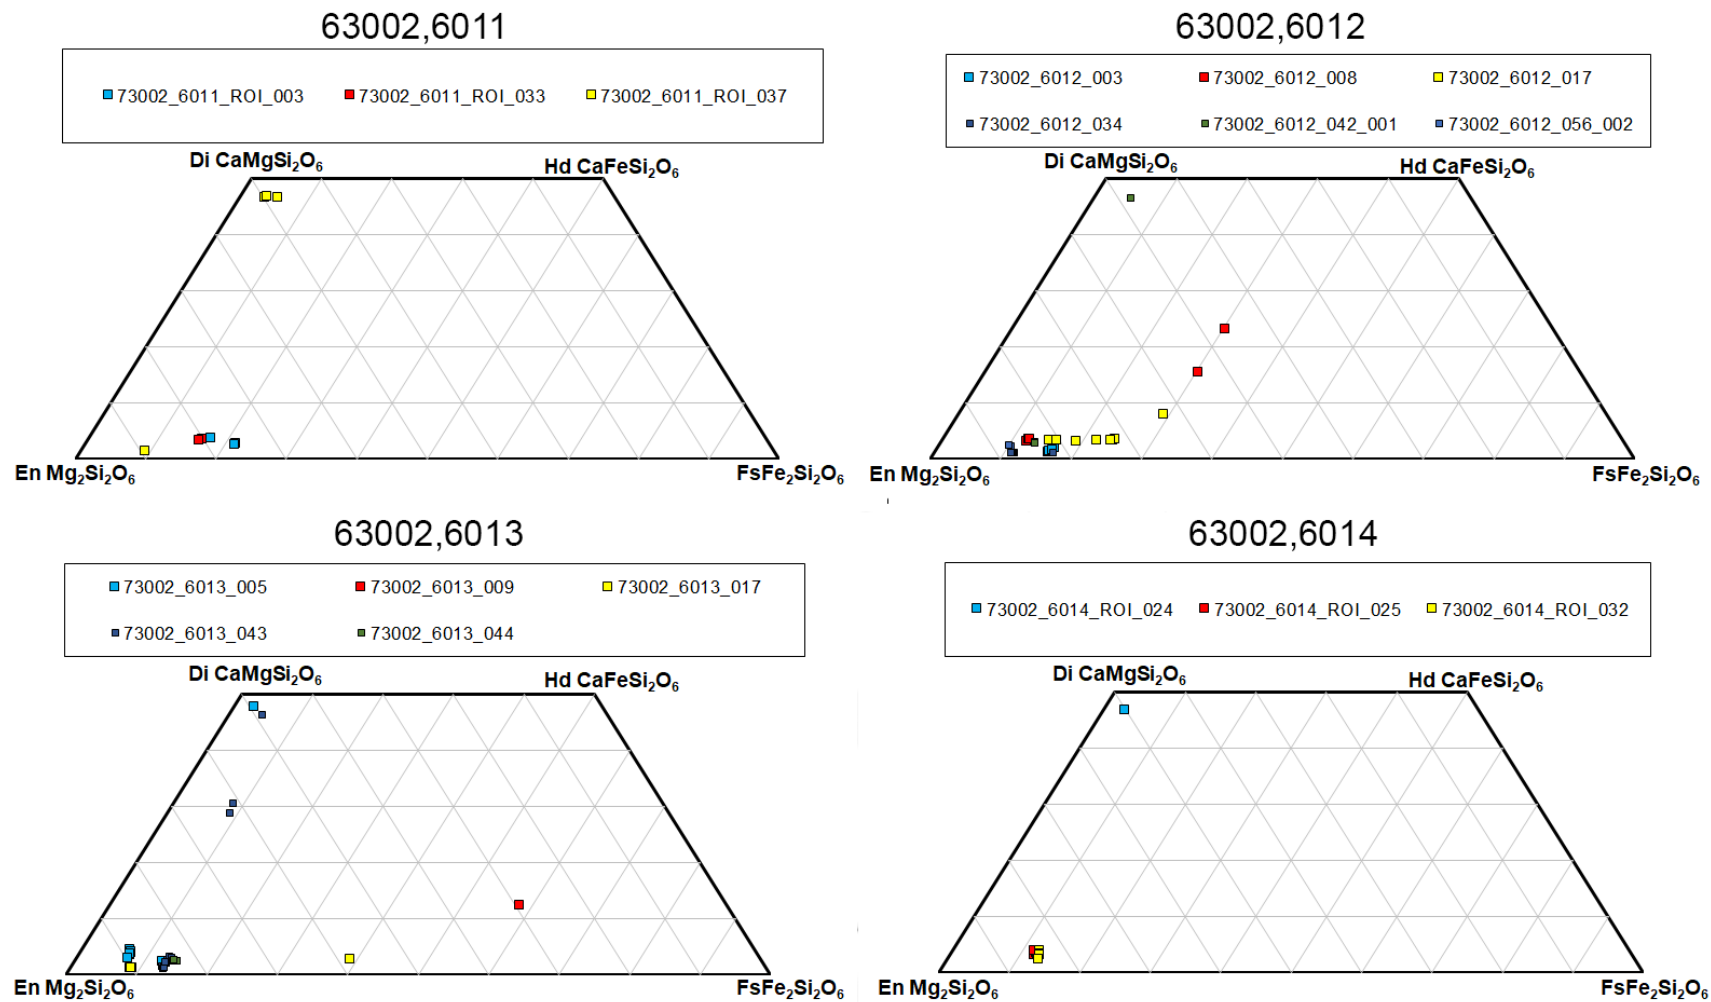 63002,6011
73002_6011_ROI_003 73002_6011_ROI_033 73002_6011_ROI_037
Di CaMgSi₂O₆ Hd CaFeSi₂O₆
En Mg₂Si₂O₆ FsFe₂Si₂O₆
63002,6012
73002_6012_003 73002_6012_008 73002_6012_017
73002_6012_034 73002_6012_042_001 73002_6012_056_002
Di CaMgSi₂O₆ Hd CaFeSi₂O₆
En Mg₂Si₂O₆ FsFe₂Si₂O₆
63002,6013
73002_6013_005 73002_6013_009 73002_6013_017
73002_6013_043 73002_6013_044
Di CaMgSi₂O₆ Hd CaFeSi₂O₆
En Mg₂Si₂O₆ FsFe₂Si₂O₆
63002,6014
73002_6014_ROI_024 73002_6014_ROI_025 73002_6014_ROI_032
Di CaMgSi₂O₆ Hd CaFeSi₂O₆
En Mg₂Si₂O₆ FsFe₂Si₂O₆